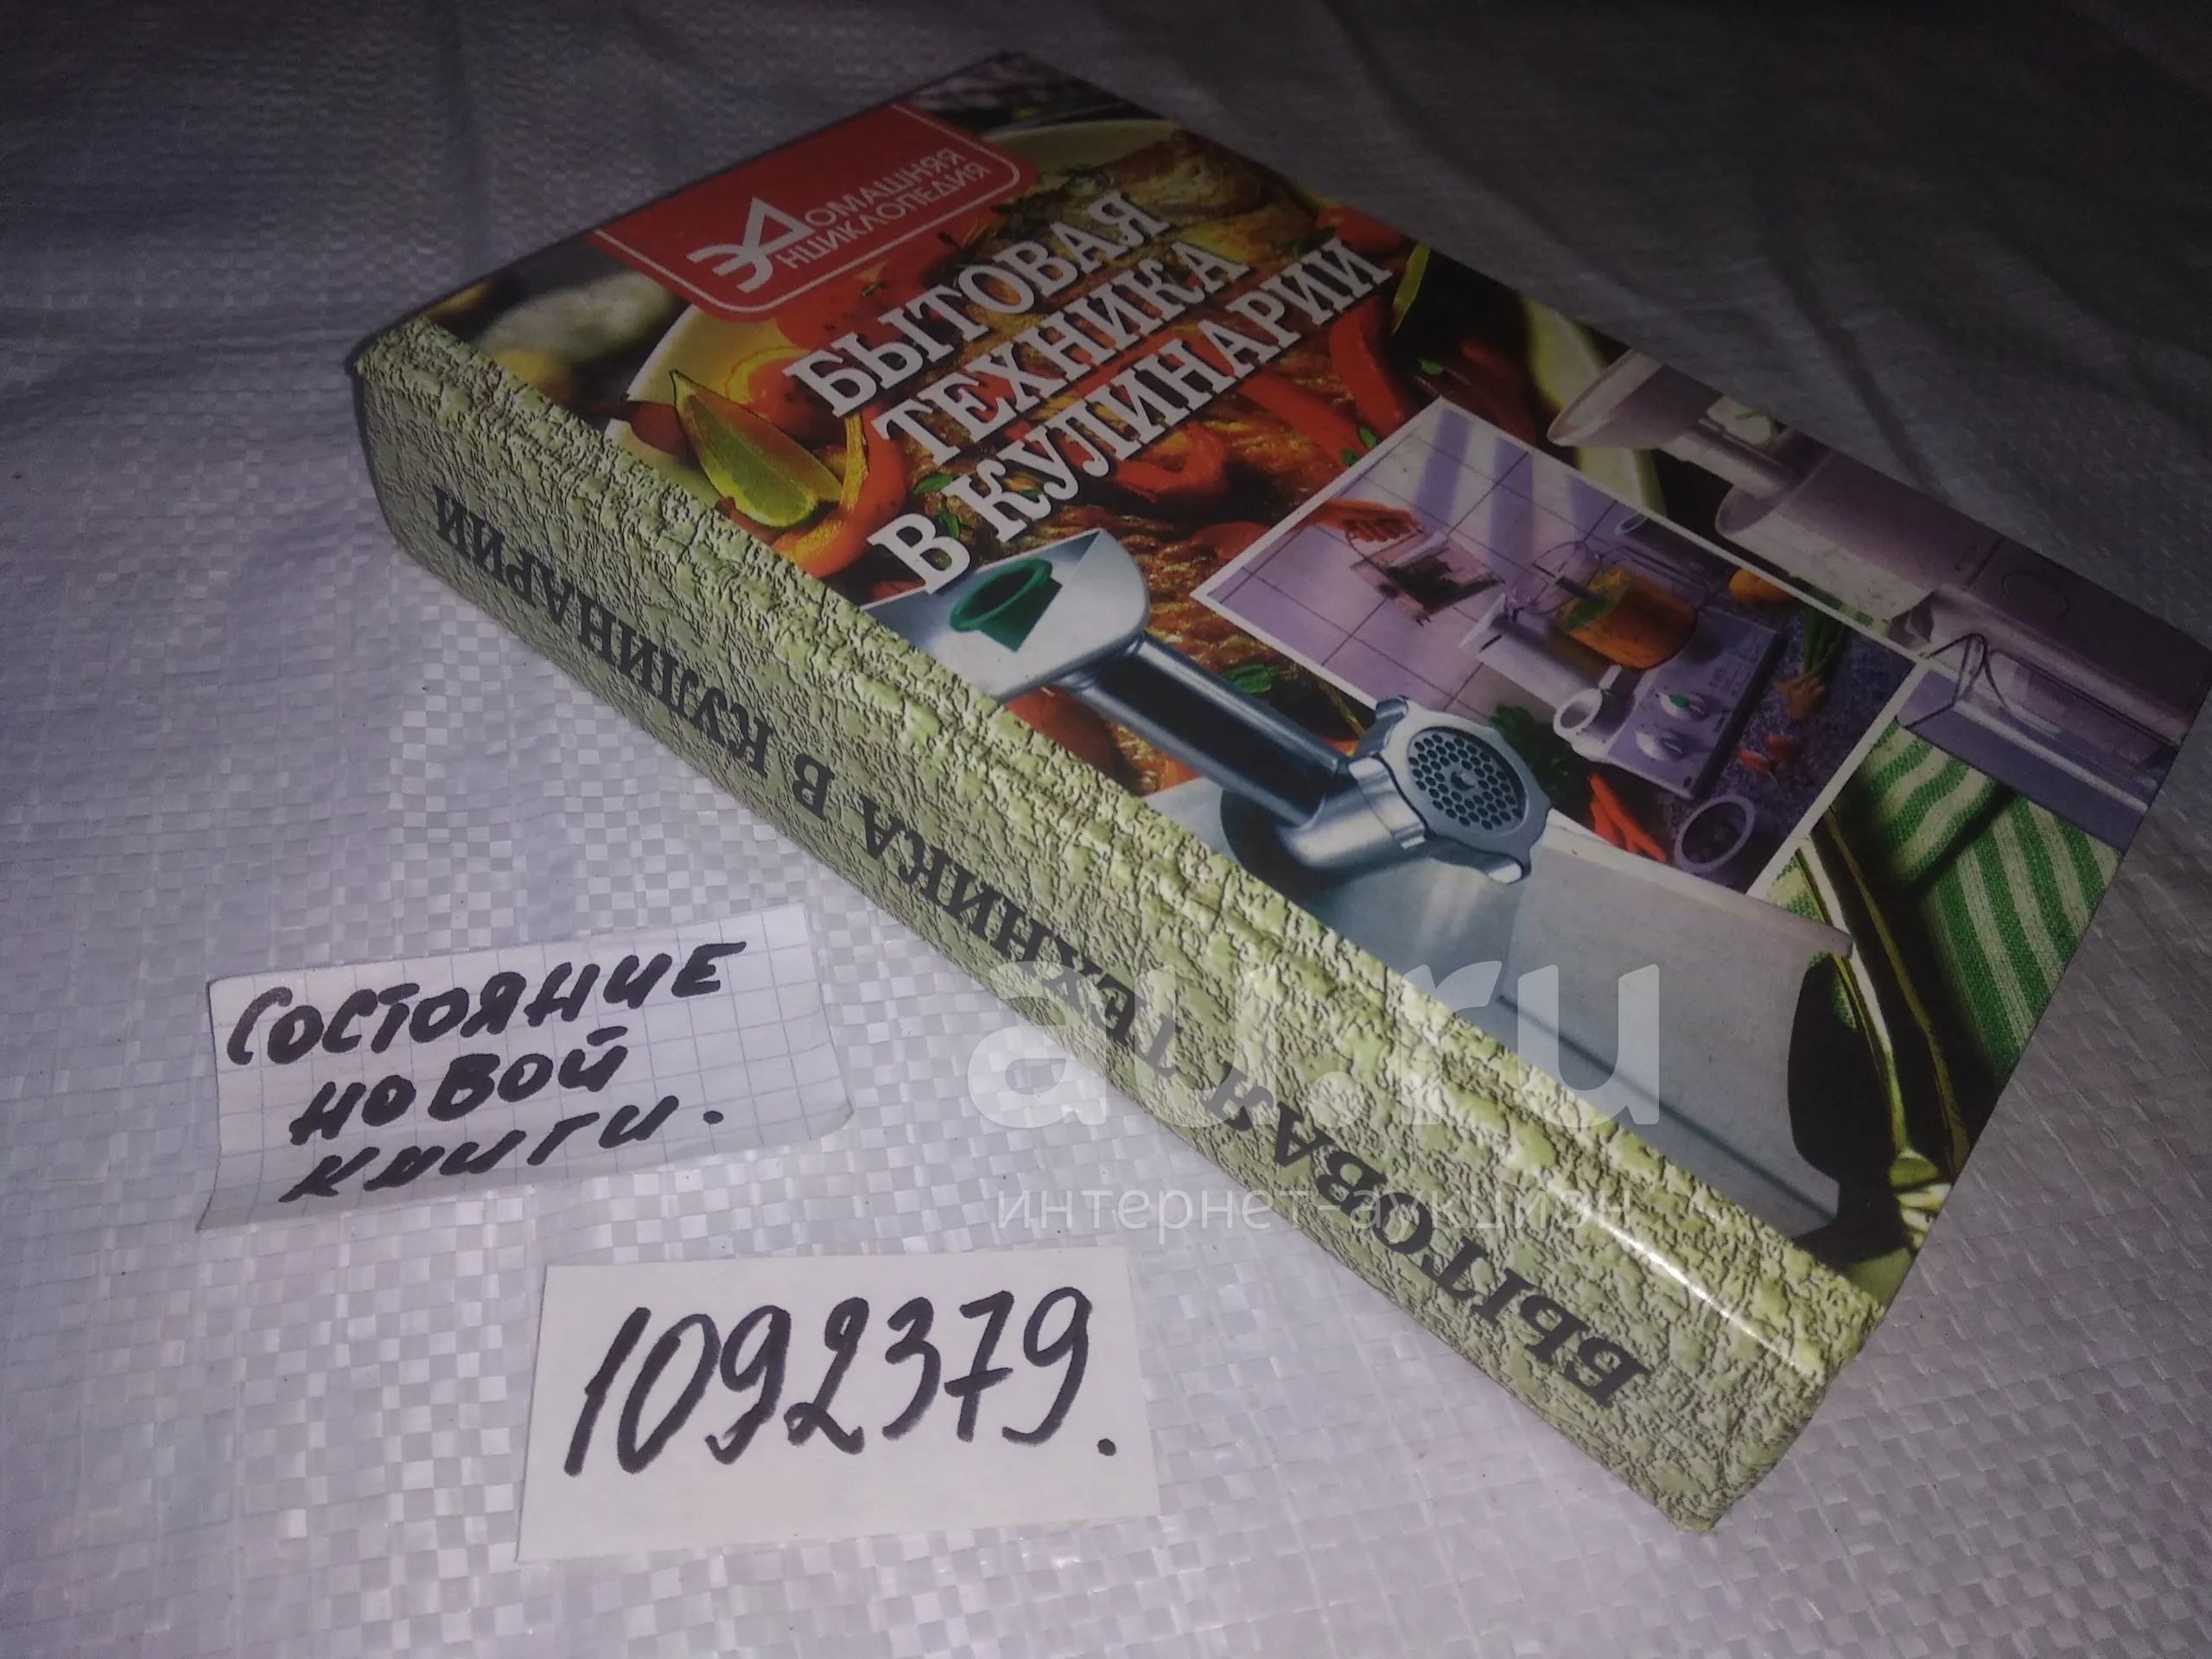 ДОМАШНЯЯ
ЭНЦИКЛОПЕДИЯ
БЫТОВАЯ
ТЕХНИКА
В КУЛИНАРИИ
БЫТОВАЯ ТЕХНИКА В КУЛИНАРИИ
au.ru
интернет-аукцион
СОСТОЯНИЕ
НОВОЙ
КНИГИ.
1092379.